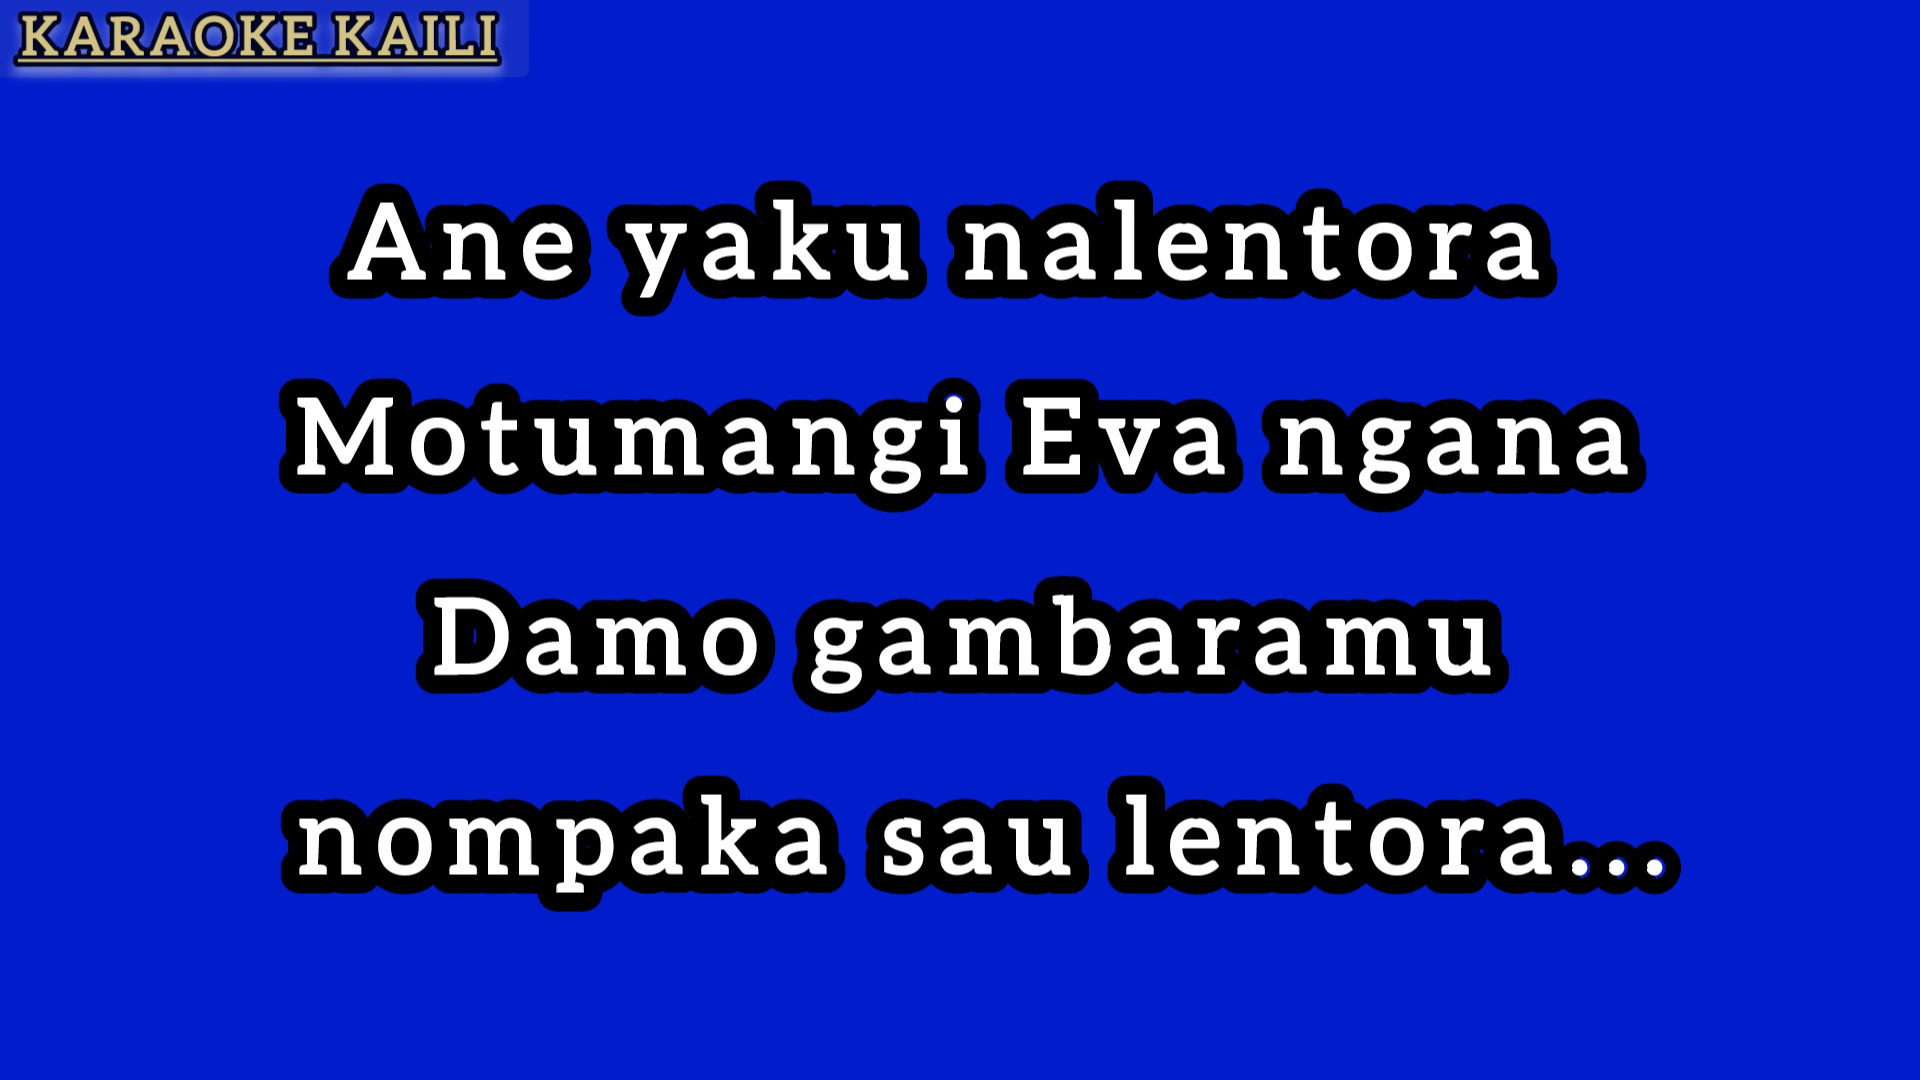 KARAOKE KAILI
Ane yaku nalentora
Motumangi Eva ngana
Damo gambaramu
nompaka sau lentora...